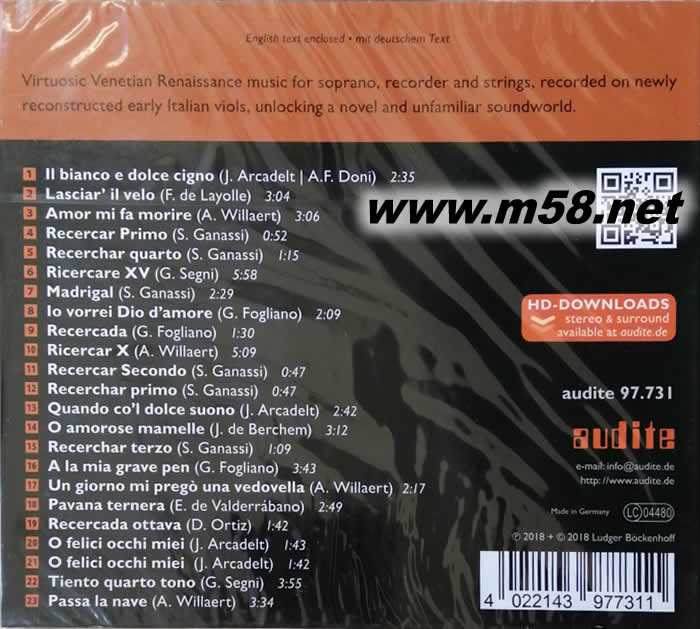 English text enclosed • mit deutschem Text
Virtuosic Venetian Renaissance music for soprano, recorder and strings, recorded on newly
reconstructed early Italian viols, unlocking a novel and unfamiliar soundworld.
1 Il bianco e dolce cigno (J. Arcadelt | A.F. Doni) 2:35
2 Lasciar' il velo (F. de Layolle) 3:04
3 Amor mi fa morire (A. Willaert) 3:06
4 Recercar Primo (S. Ganassi) 0:52
5 Recerchar quarto (S. Ganassi) 1:15
6 Ricercare XV (G. Segni) 5:58
7 Madrigal (S. Ganassi) 2:29
8 Io vorrei Dio d'amore (G. Fogliano) 2:09
9 Recercada (G. Fogliano) 1:30
10 Ricercar X (A. Willaert) 5:09
11 Recercar Secondo (S. Ganassi) 0:47
12 Recerchar primo (S. Ganassi) 0:47
13 Quando co'l dolce suono (J. Arcadelt) 2:42
14 O amorose mamelle (J. de Berchem) 3:12
15 Recerchar terzo (S. Ganassi) 1:09
16 A la mia grave pen (G. Fogliano) 3:43
17 Un giorno mi pregò una vedovella (A. Willaert) 2:17
18 Pavana ternera (E. de Valderrábano) 2:49
19 Recercada ottava (D. Ortiz) 1:42
20 O felici occhi miei (J. Arcadelt) 1:43
21 O felici occhi miei (J. Arcadelt) 1:42
22 Tiento quarto tono (G. Segni) 3:55
23 Passa la nave (A. Willaert) 3:34
www.m58.net
HD-DOWNLOADS
stereo & surround
available at audite.de
audite 97.731
audite
e-mail: info@audite.de
http://www.audite.de
Made in Germany
LC 04480
℗ 2018 + © 2018 Ludger Böckenhoff
4 022143 977311